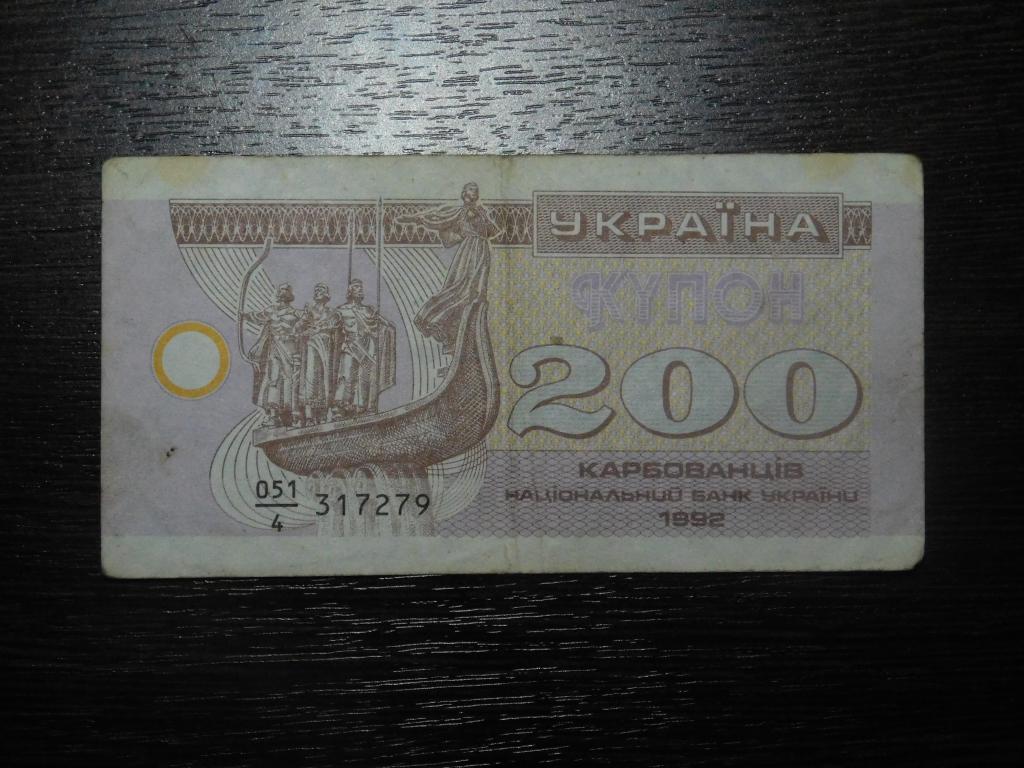 УКРАЇНА
КУПОН
200
КАРБОВАНЦІВ
НАЦІОНАЛЬНИЙ БАНК УКРАЇНИ
1992
051/4 317279